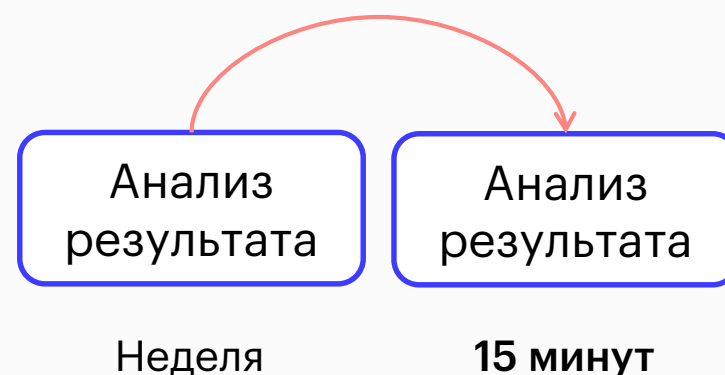 Анализ
результата
Анализ
результата
Неделя
15 минут